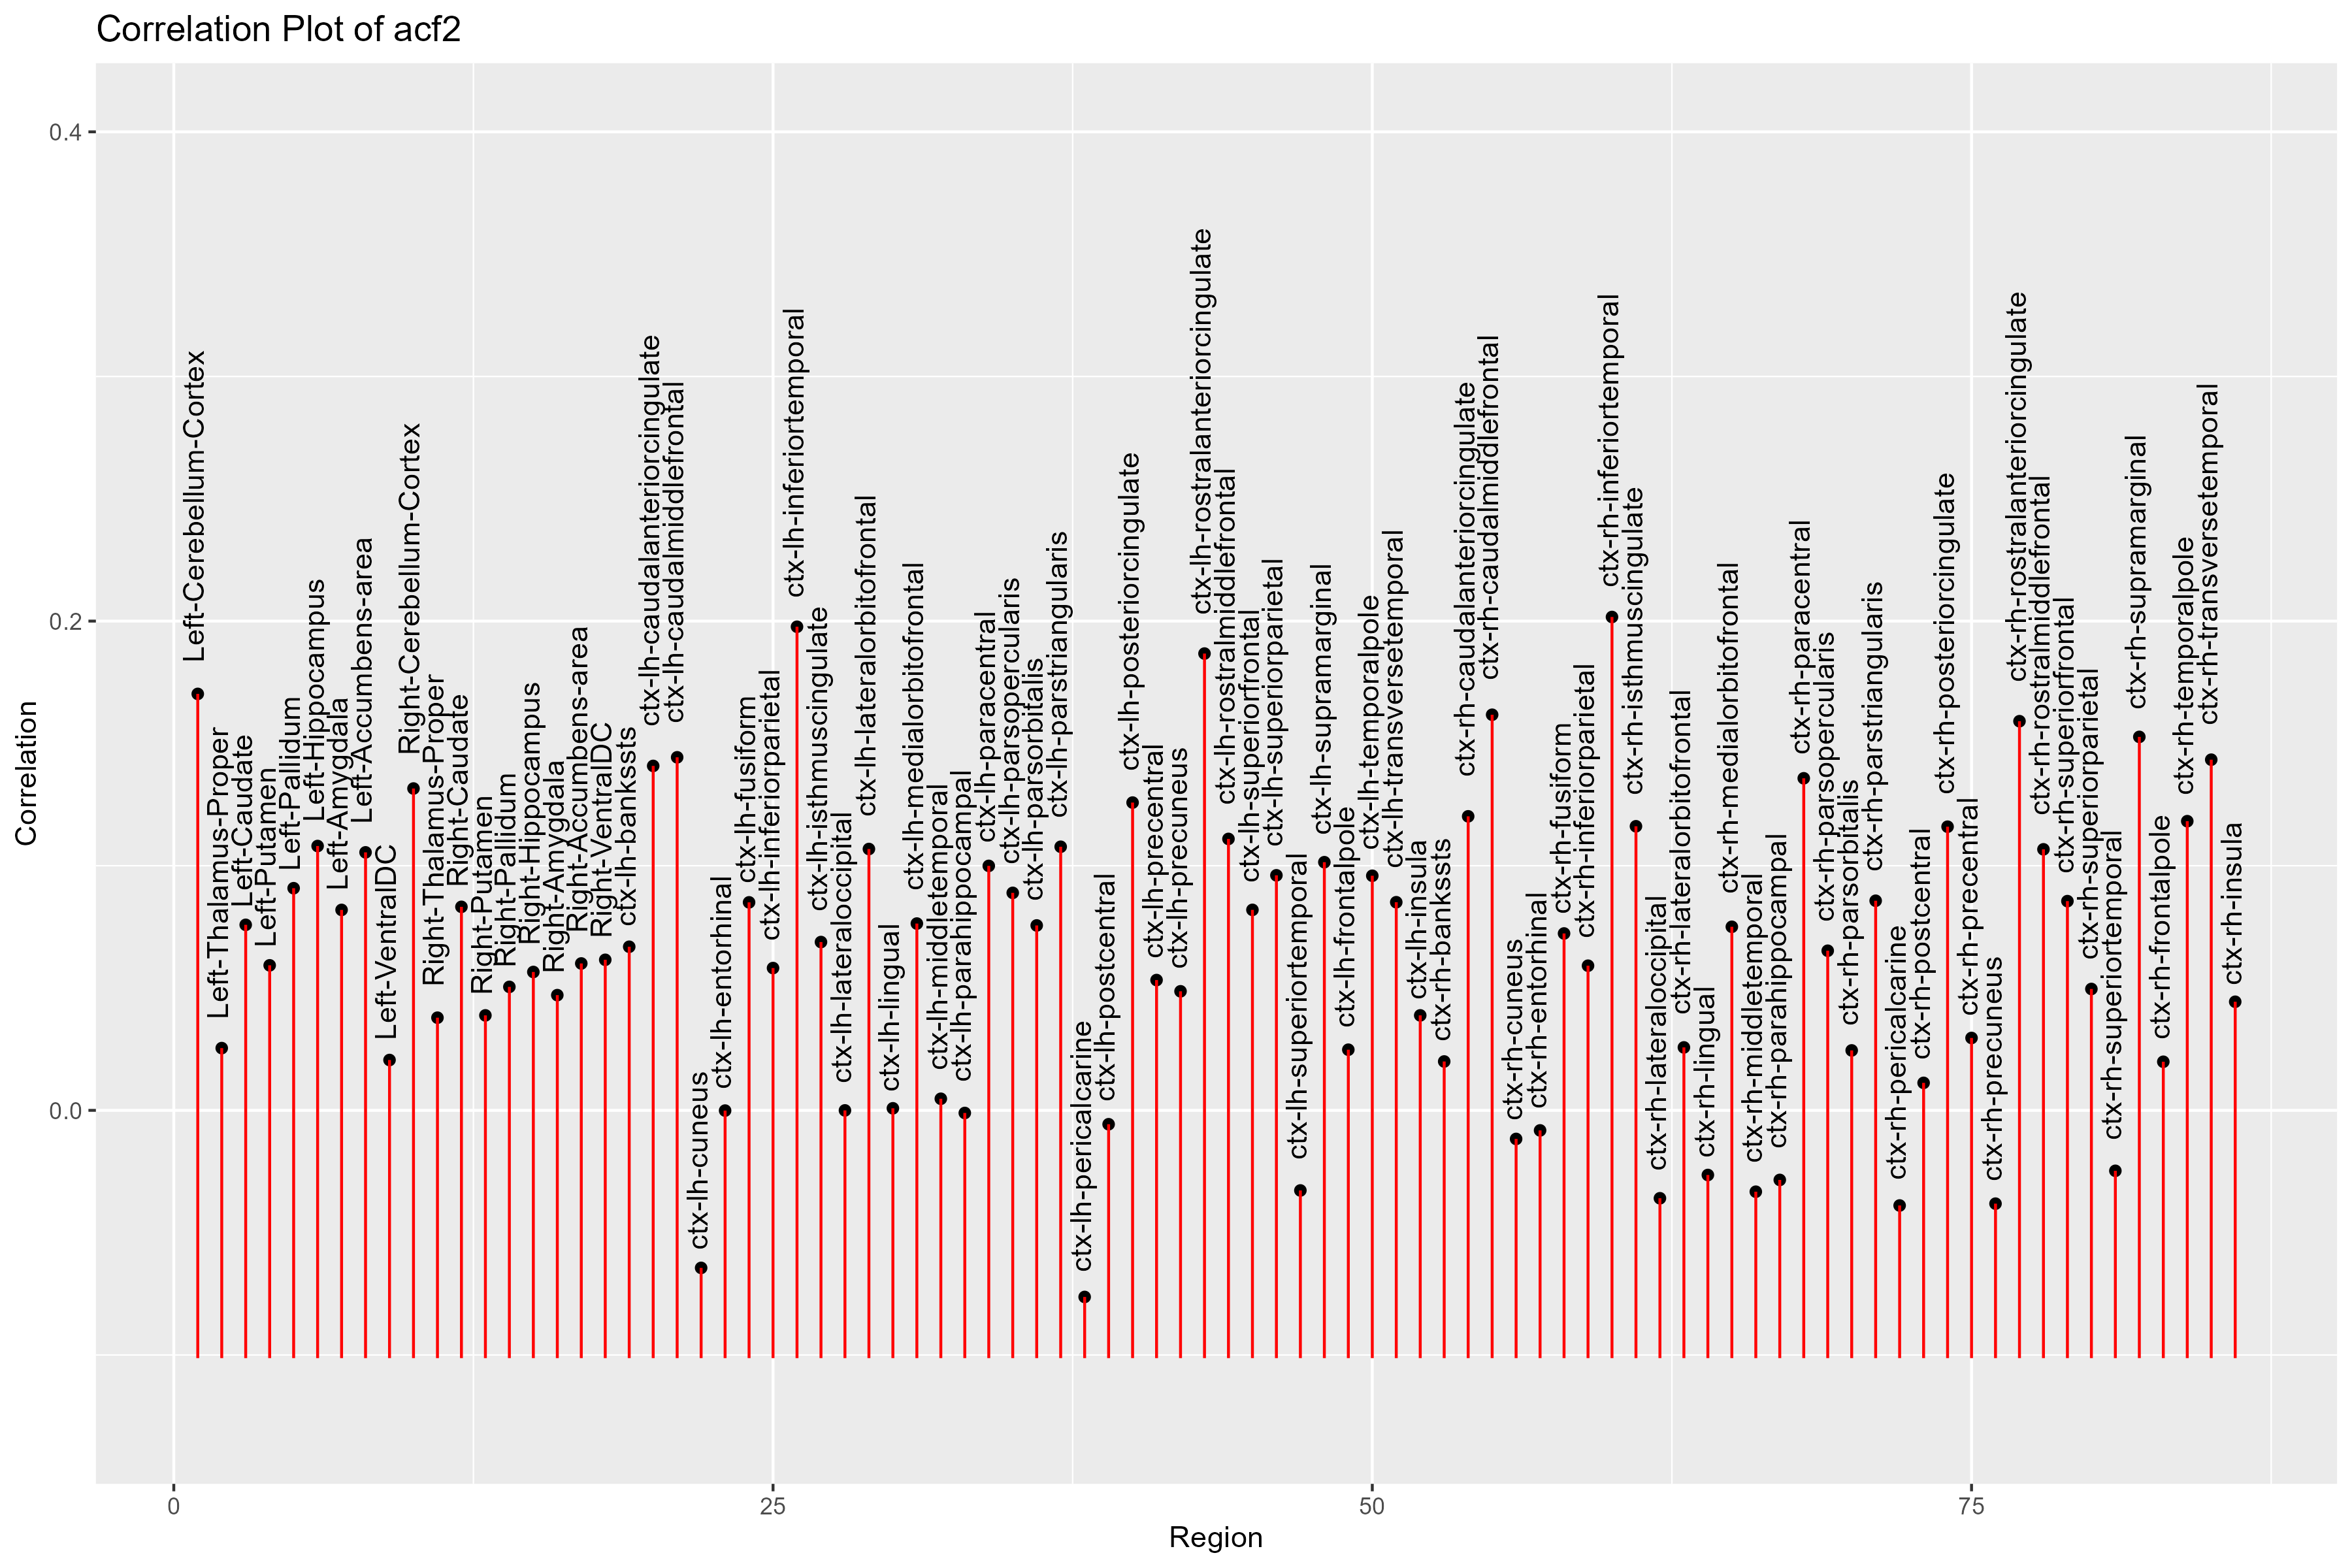 Correlation Plot of acf2
0.4
0.2
0.0
Correlation
Left-Cerebellum-Cortex
Left-Thalamus-Proper
Left-Caudate
Left-Putamen
Left-Pallidum
Left-Hippocampus
Left-Amygdala
Left-Accumbens-area
Left-VentralDC
Right-Cerebellum-Cortex
Right-Thalamus-Proper
Right-Caudate
Right-Putamen
Right-Pallidum
Right-Hippocampus
Right-Amygdala
Right-Accumbens-area
Right-VentralDC
ctx-lh-bankssts
ctx-lh-caudalanteriorcingulate
ctx-lh-caudalmiddlefrontal
ctx-lh-cuneus
ctx-lh-entorhinal
ctx-lh-fusiform
ctx-lh-inferiorparietal
ctx-lh-inferiortemporal
ctx-lh-isthmuscingulate
ctx-lh-lateraloccipital
ctx-lh-lateralorbitofrontal
ctx-lh-lingual
ctx-lh-medialorbitofrontal
ctx-lh-middletemporal
ctx-lh-parahippocampal
ctx-lh-paracentral
ctx-lh-parsopercularis
ctx-lh-parsorbitalis
ctx-lh-parstriangularis
ctx-lh-pericalcarine
ctx-lh-postcentral
ctx-lh-posteriorcingulate
ctx-lh-precentral
ctx-lh-precuneus
ctx-lh-rostralanteriorcingulate
ctx-lh-rostralmiddlefrontal
ctx-lh-superiorfrontal
ctx-lh-superiorparietal
ctx-lh-superiortemporal
ctx-lh-supramarginal
ctx-lh-frontalpole
ctx-lh-temporalpole
ctx-lh-transversetemporal
ctx-lh-insula
ctx-rh-bankssts
ctx-rh-caudalanteriorcingulate
ctx-rh-caudalmiddlefrontal
ctx-rh-cuneus
ctx-rh-entorhinal
ctx-rh-fusiform
ctx-rh-inferiorparietal
ctx-rh-inferiortemporal
ctx-rh-isthmuscingulate
ctx-rh-lateraloccipital
ctx-rh-lateralorbitofrontal
ctx-rh-lingual
ctx-rh-medialorbitofrontal
ctx-rh-middletemporal
ctx-rh-parahippocampal
ctx-rh-paracentral
ctx-rh-parsopercularis
ctx-rh-parsorbitalis
ctx-rh-parstriangularis
ctx-rh-pericalcarine
ctx-rh-postcentral
ctx-rh-posteriorcingulate
ctx-rh-precentral
ctx-rh-precuneus
ctx-rh-rostralanteriorcingulate
ctx-rh-rostralmiddlefrontal
ctx-rh-superiorfrontal
ctx-rh-superiorparietal
ctx-rh-superiortemporal
ctx-rh-supramarginal
ctx-rh-frontalpole
ctx-rh-temporalpole
ctx-rh-transversetemporal
ctx-rh-insula
0
25
50
75
Region